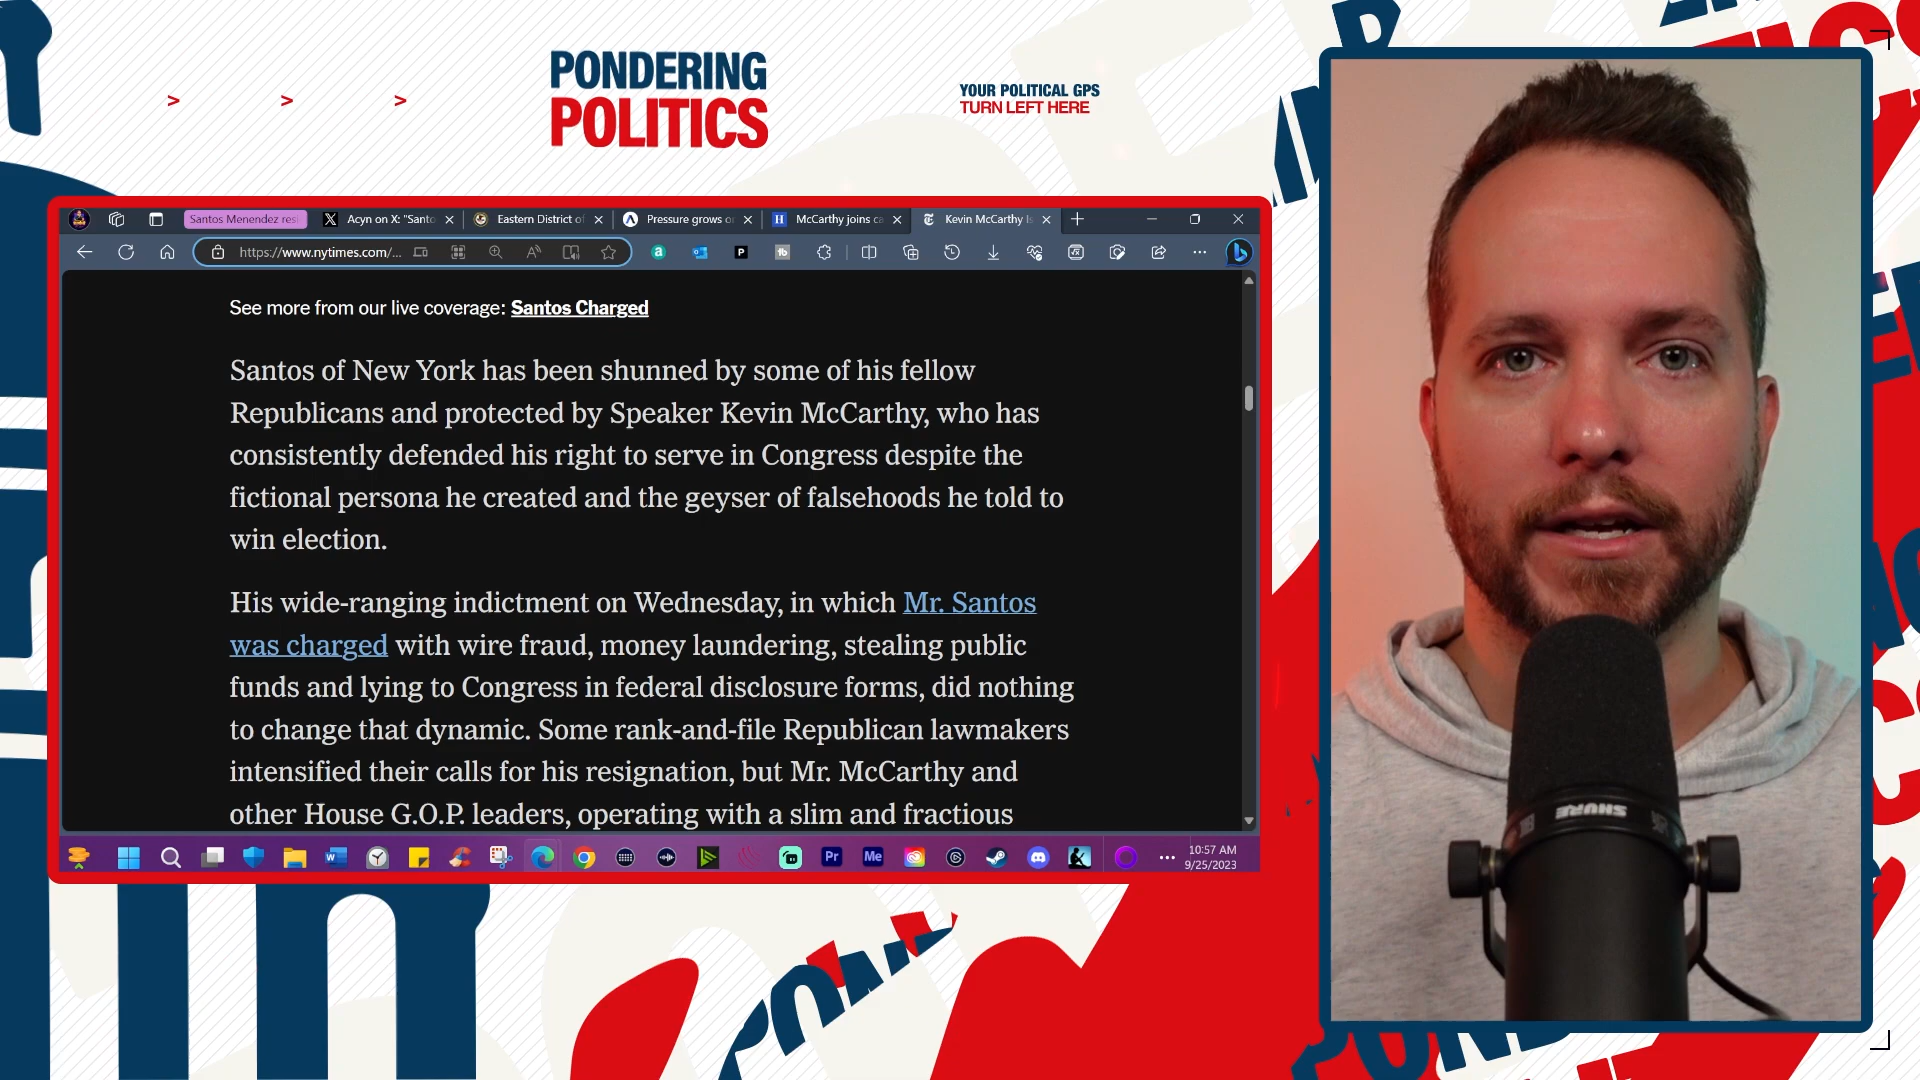 PONDERING
POLITICS
YOUR POLITICAL GPS
TURN LEFT HERE
Santos Menendez resi
Acyn on X: "Santo
Eastern District of
Pressure grows o
McCarthy joins ca
Kevin McCarthy Is
https://www.nytimes.com/...
See more from our live coverage: Santos Charged
Santos of New York has been shunned by some of his fellow
Republicans and protected by Speaker Kevin McCarthy, who has
consistently defended his right to serve in Congress despite the
fictional persona he created and the geyser of falsehoods he told to
win election.
His wide-ranging indictment on Wednesday, in which Mr. Santos
was charged with wire fraud, money laundering, stealing public
funds and lying to Congress in federal disclosure forms, did nothing
to change that dynamic. Some rank-and-file Republican lawmakers
intensified their calls for his resignation, but Mr. McCarthy and
other House G.O.P. leaders, operating with a slim and fractious
Pr
Me
10:57 AM
9/25/2023
SHURE